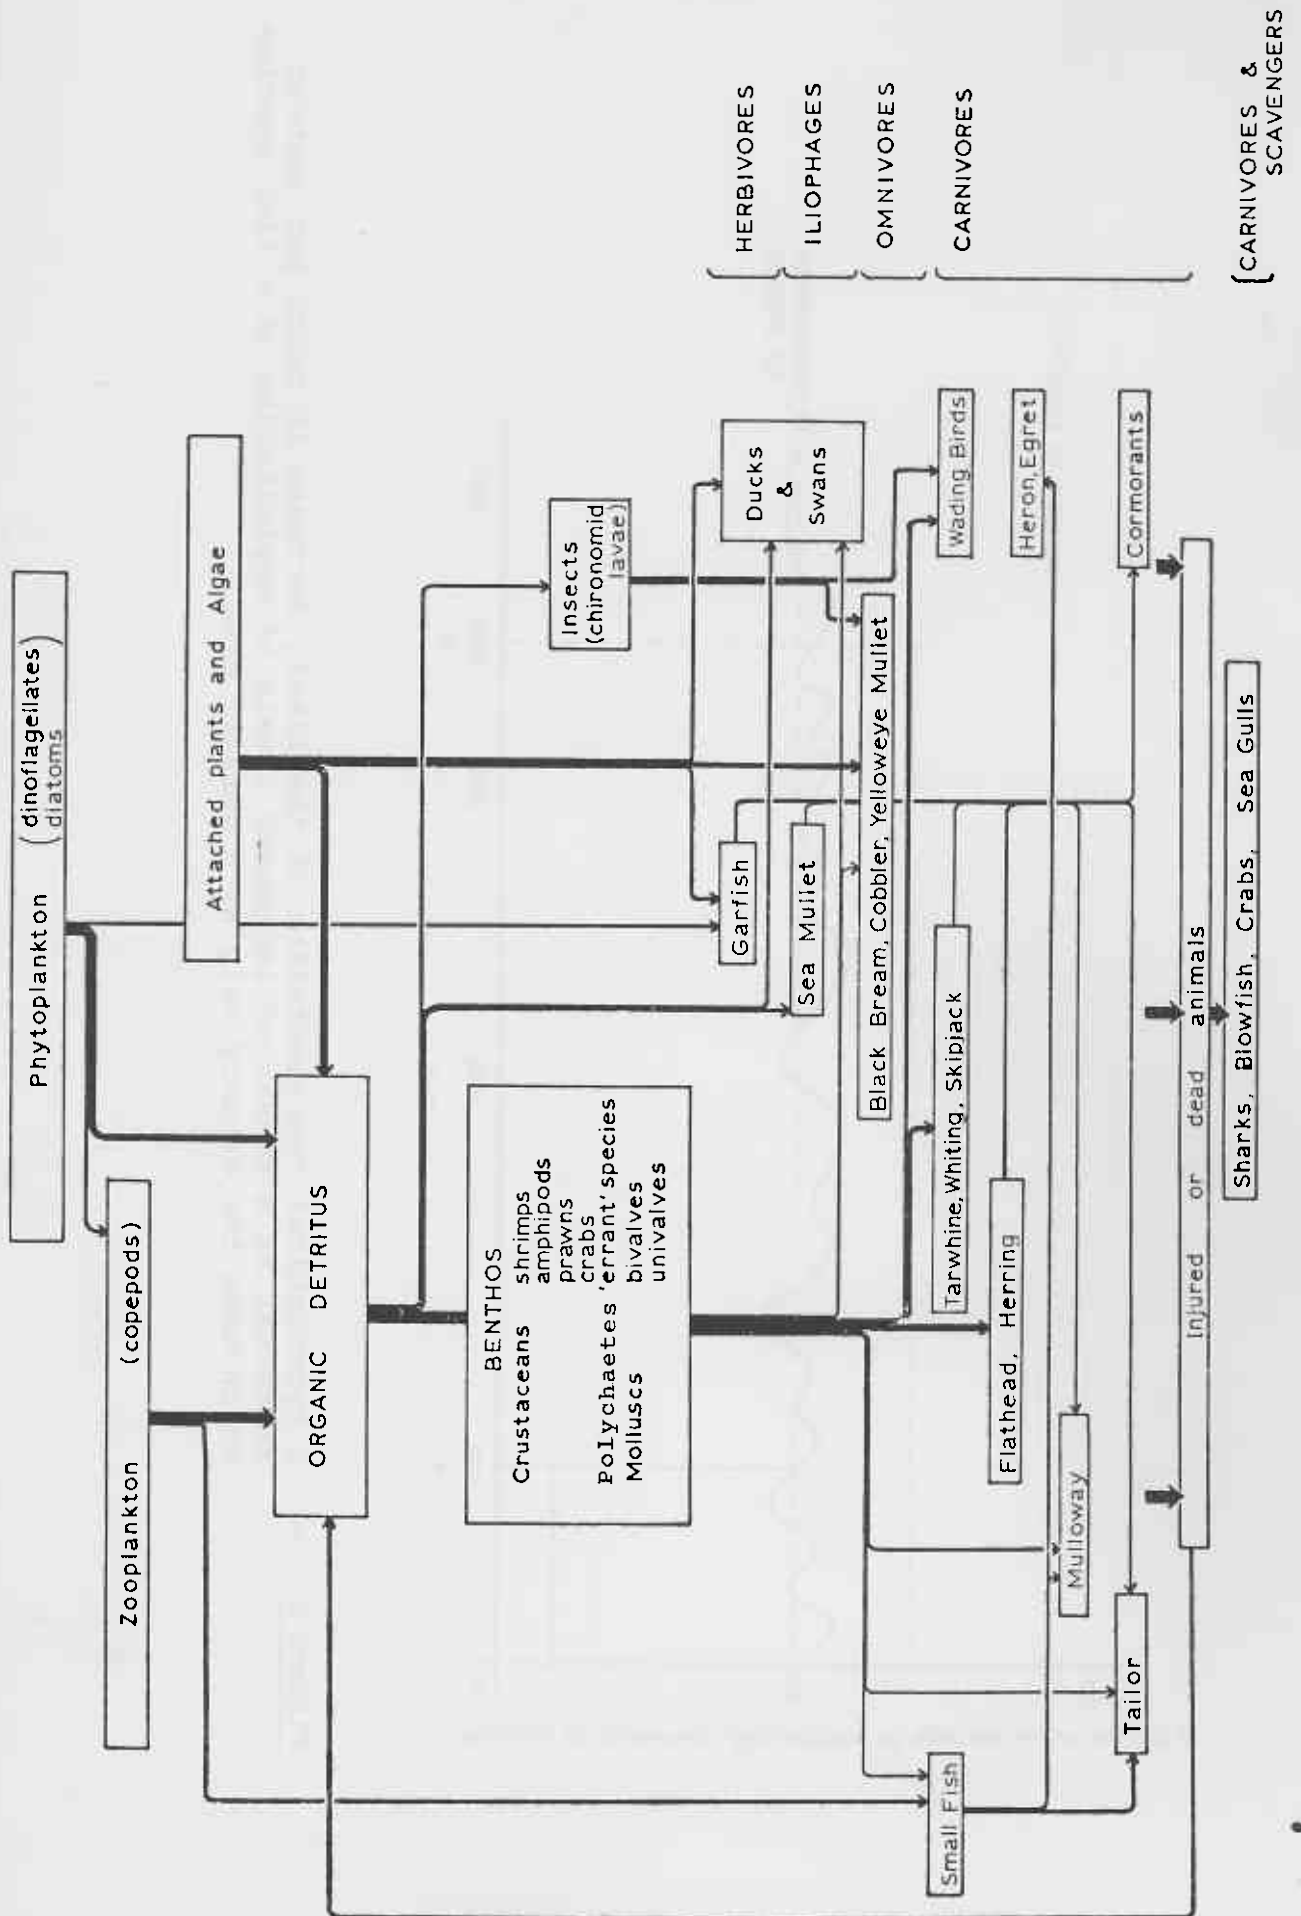 Phytoplankton (dinoflagellates)
diatoms
Zooplankton (copepods)
Attached plants and Algae
ORGANIC DETRITUS
BENTHOS
Crustaceans shrimps
amphipods
prawns
crabs
Polychaetes 'errant' species
Molluscs bivalves
univalves
Insects
(chironomid
lavae)
Garfish
Ducks
&
Swans
HERBIVORES
Sea Mullet
ILIOPHAGES
Black Bream, Cobbler, Yelloweye Mullet
OMNIVORES
Small Fish
Tarwhine, Whiting, Skipjack
Wading Birds
CARNIVORES
Flathead, Herring
Heron, Egret
Mulloway
Tailor
Cormorants
Injured or dead animals
Sharks, Blowfish, Crabs, Sea Gulls
CARNIVORES &
SCAVENGERS